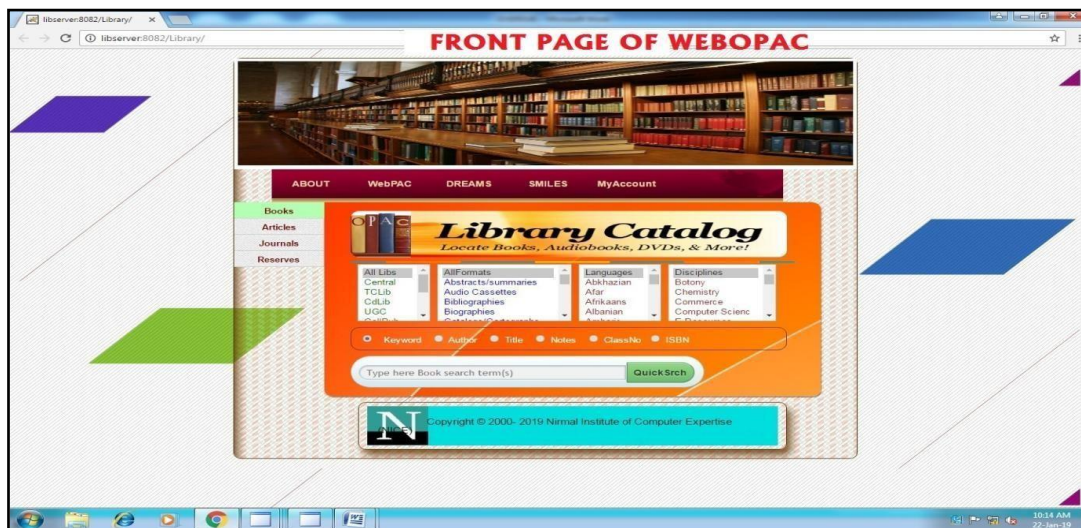 libserver:8082/Library/
libserver:8082/Library/
FRONT PAGE OF WEBOPAC
ABOUT WebPAC DREAMS SMILES MyAccount
Books
Articles
Journals
Reserves
OPAC
Library Catalog
Locate Books, Audiobooks, DVDs, & More!
All Libs
Central
TCLib
CdLib
UGC
AllFormats
Abstracts/summaries
Audio Cassettes
Bibliographies
Biographies
Languages
Abkhazian
Afar
Afrikaans
Albanian
Disciplines
Botony
Chemistry
Commerce
Computer Scienc
Keyword Author Title Notes ClassNo ISBN
Type here Book search term(s) QuickSrch
N
Copyright © 2000- 2019 Nirmal Institute of Computer Expertise
10:14 AM
22-Jan-19